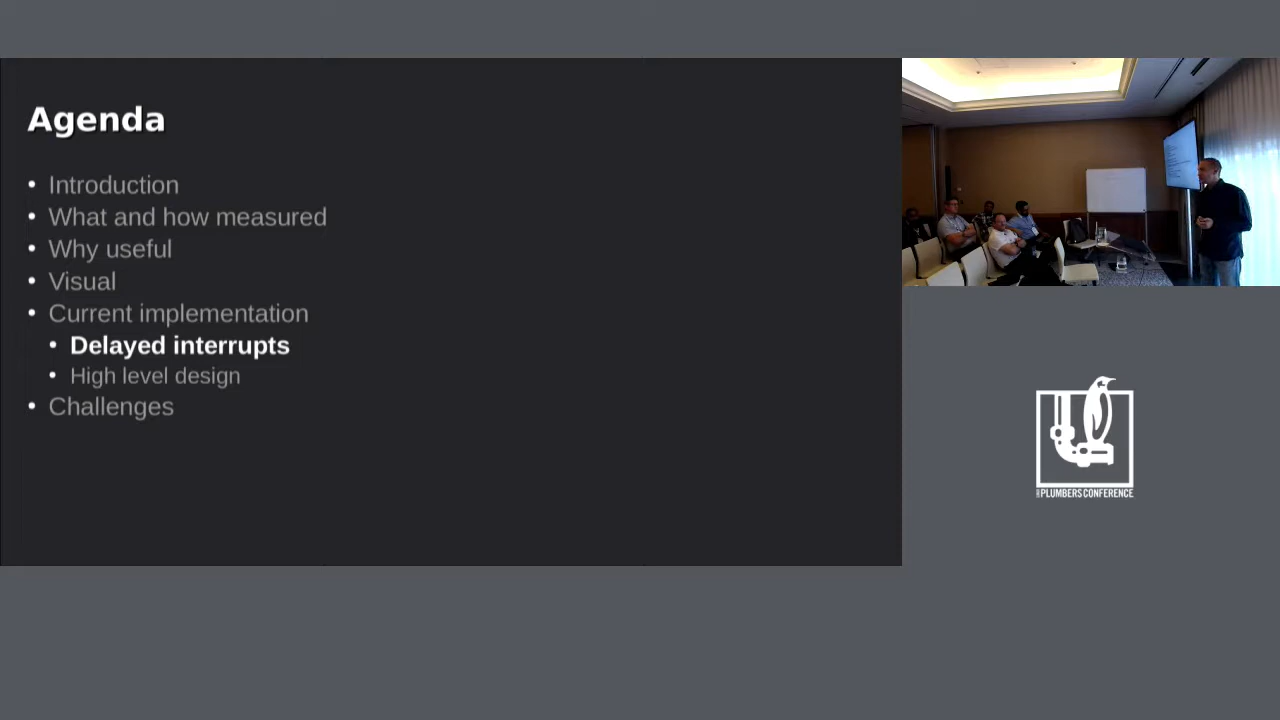 Agenda
• Introduction
• What and how measured
• Why useful
• Visual
• Current implementation
• Delayed interrupts
• High level design
• Challenges
PLUMBERS CONFERENCE